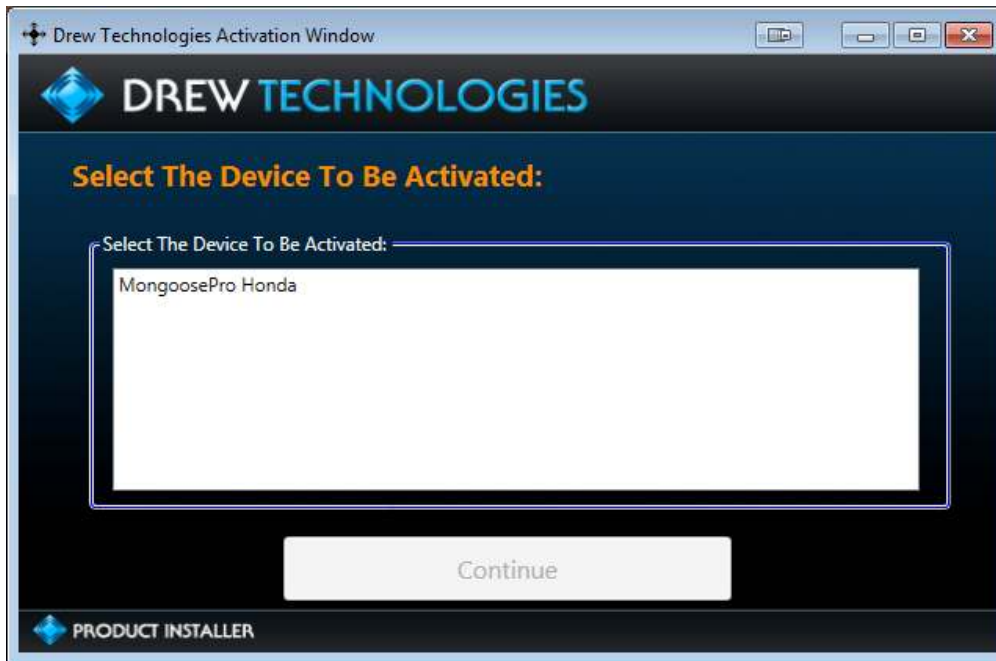 Drew Technologies Activation Window
DREW TECHNOLOGIES
Select The Device To Be Activated:
Select The Device To Be Activated:
MongoosePro Honda
Continue
PRODUCT INSTALLER